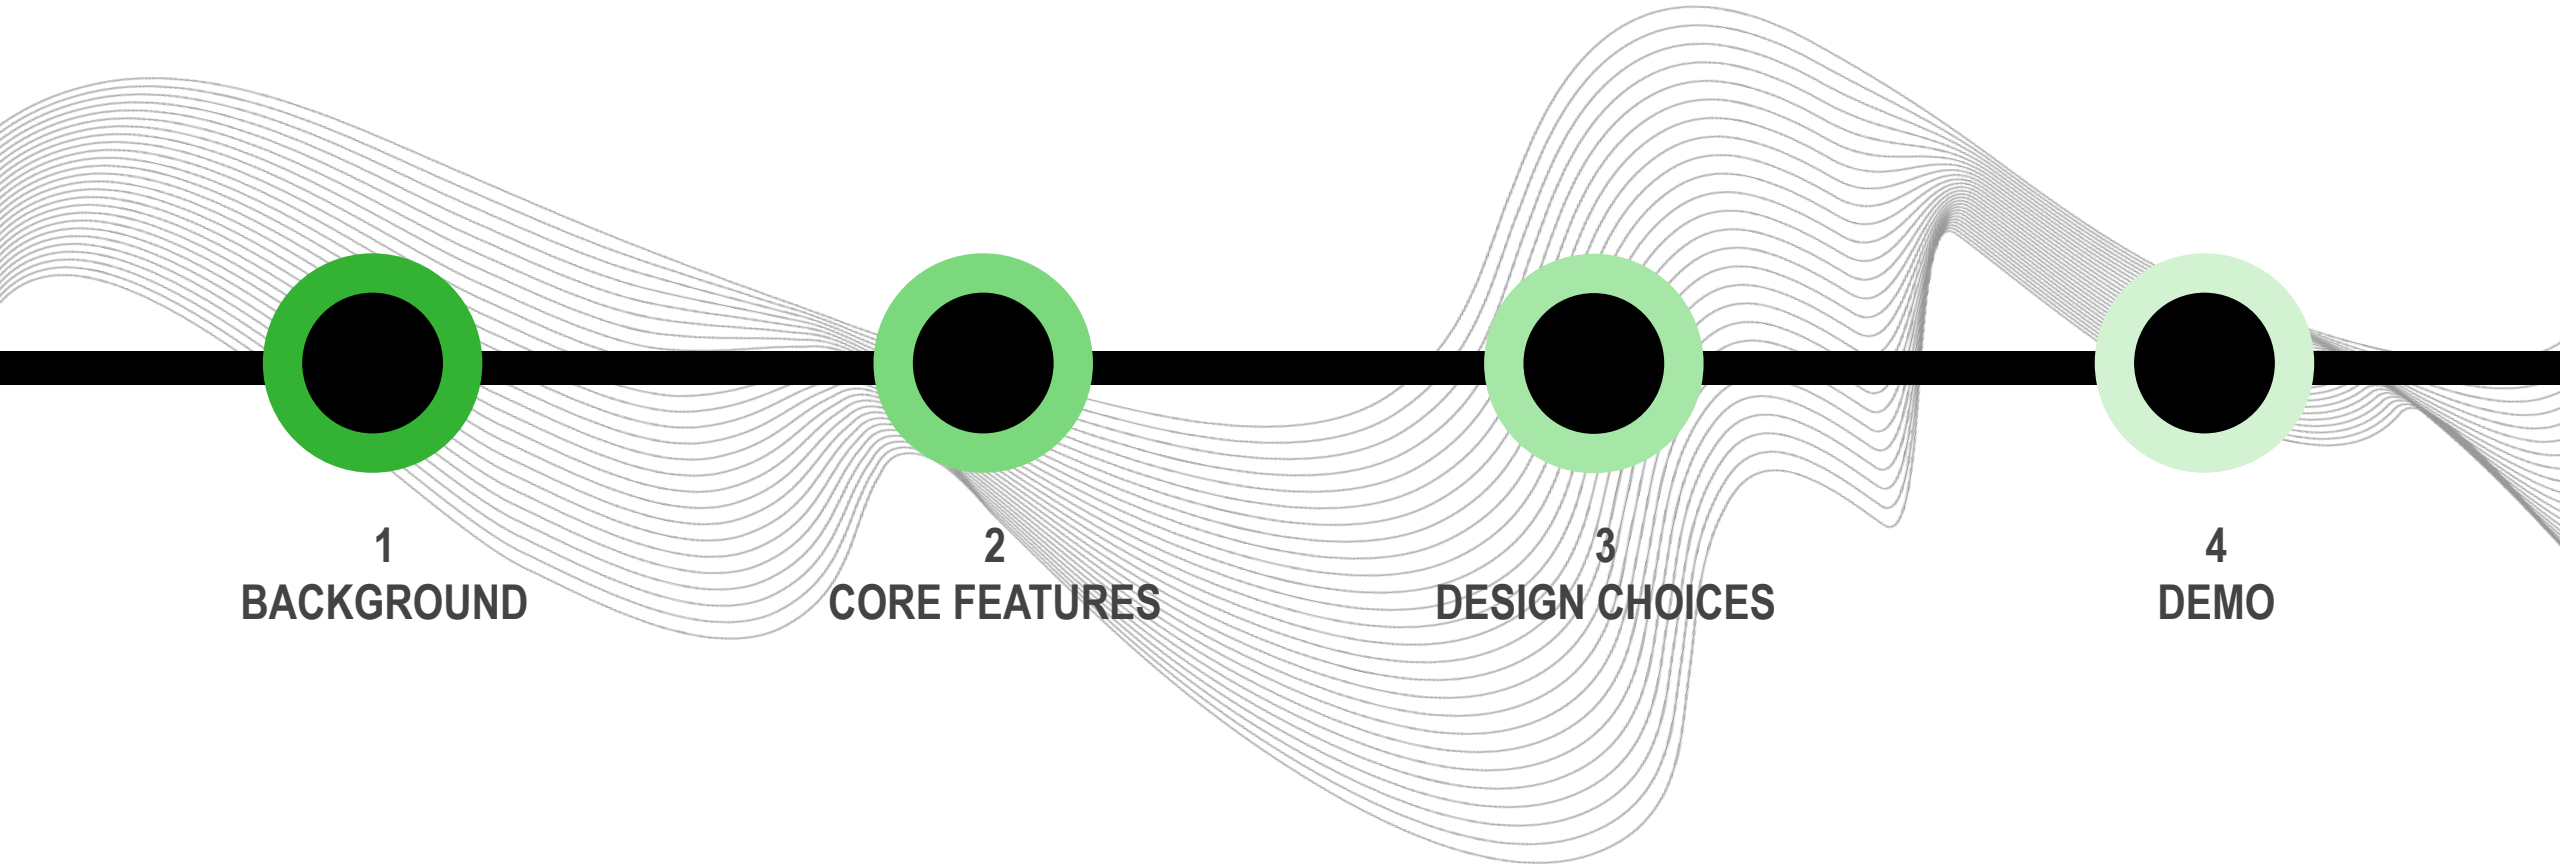 1
BACKGROUND
2
CORE FEATURES
3
DESIGN CHOICES
4
DEMO